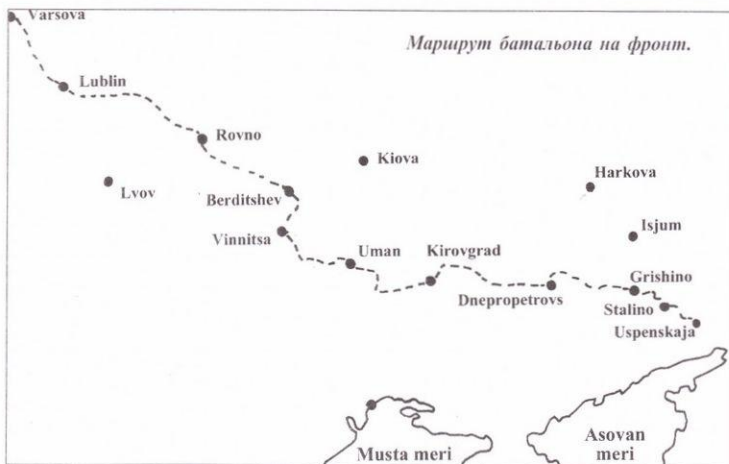 Varsova
Маршрут батальона на фронт.
Lublin
Rovno
Kiova
Harkova
Lvov
Berditshev
Vinnitsa
Isjum
Uman
Kirovgrad
Grishino
Dnepropetrovs
Stalino
Uspenskaja
Asovan
meri
Musta meri